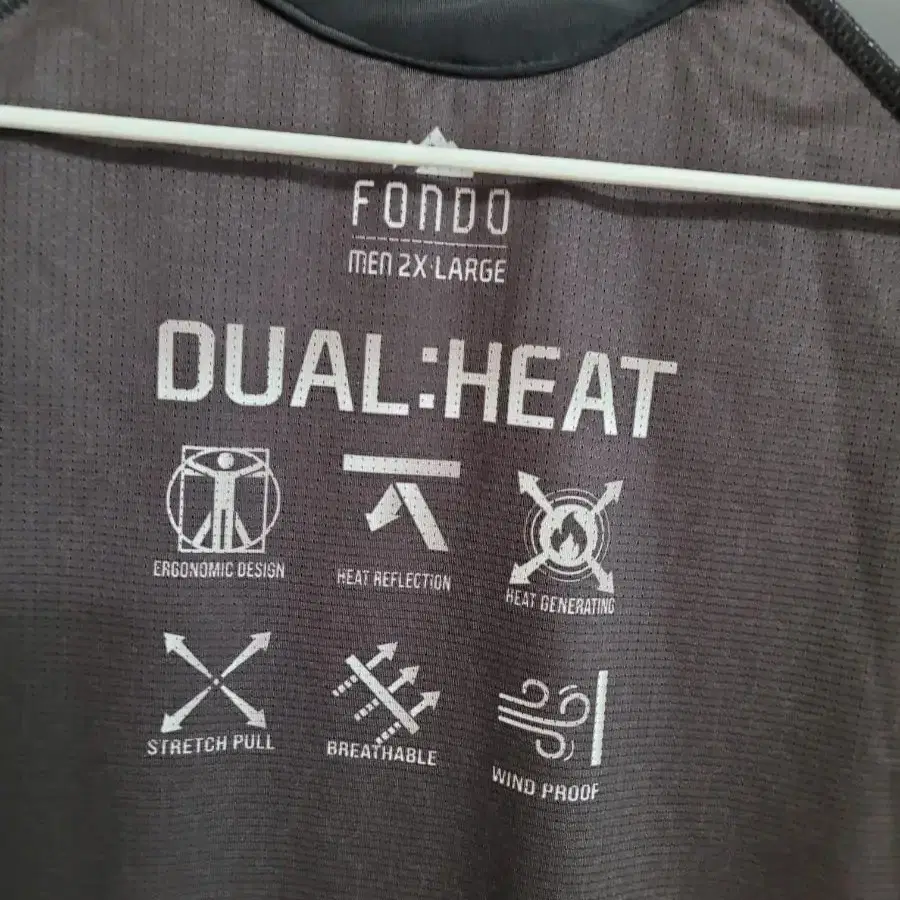 FONDO
MEN 2X-LARGE
DUAL:HEAT
ERGONOMIC DESIGN
HEAT REFLECTION
HEAT GENERATING
STRETCH PULL
BREATHABLE
WIND PROOF